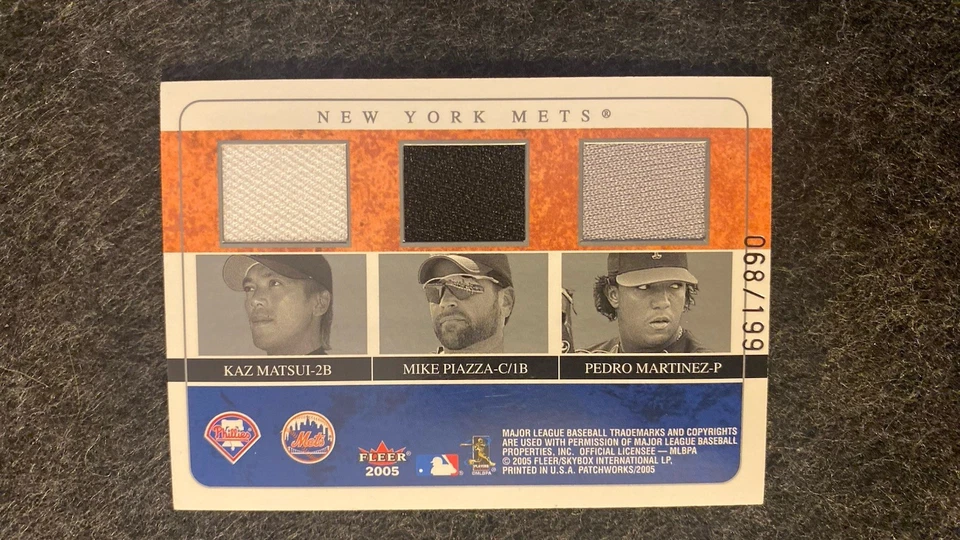 NEW YORK METS®
068/199
KAZ MATSUI-2B
MIKE PIAZZA-C/1B
PEDRO MARTINEZ-P
Phillies
Mets
FLEER
2005
MAJOR LEAGUE BASEBALL TRADEMARKS AND COPYRIGHTS
ARE USED WITH PERMISSION OF MAJOR LEAGUE BASEBALL
PROPERTIES, INC. OFFICIAL LICENSEE — MLBPA
© 2005 FLEER/SKYBOX INTERNATIONAL LP,
PRINTED IN U.S.A. PATCHWORKS/2005